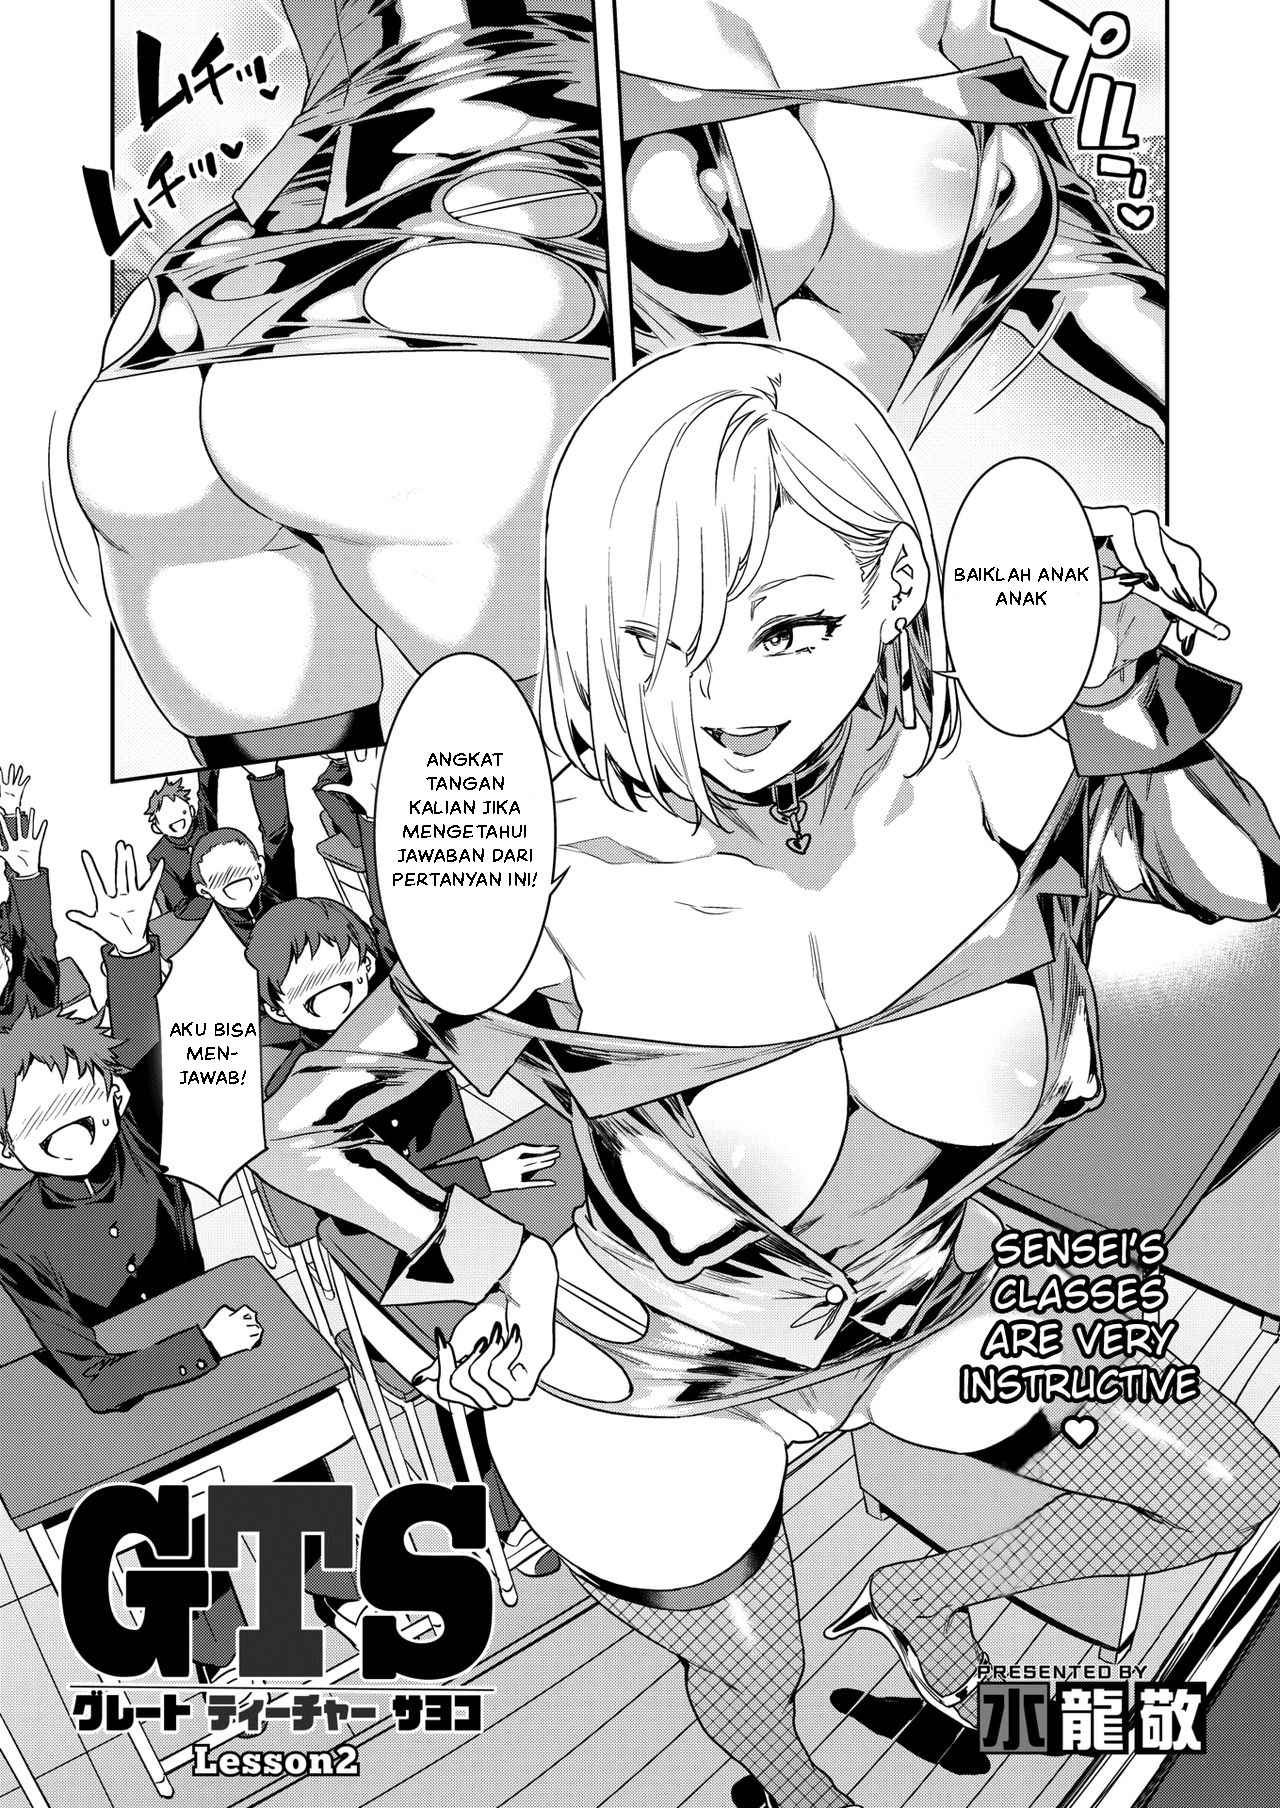 プルンッ♡
ムチッ♡
ムチッ♡
BAIKLAH ANAK
ANAK
ANGKAT
TANGAN
KALIAN JIKA
MENGETAHUI
JAWABAN DARI
PERTANYAN INI!
AKU BISA
MEN-
JAWAB!
SENSEI'S
CLASSES
ARE VERY
INSTRUCTIVE
♥
GTS
グレート ティーチャー サヨコ
Lesson2
PRESENTED BY
水龍敬